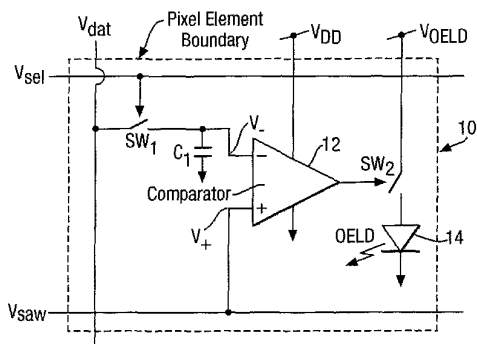 Pixel Element
Boundary
Vdat
VDD
VOELD
Vsel
10
SW1
C1
V-
12
SW2
Comparator
−
+
V+
OELD
14
Vsaw